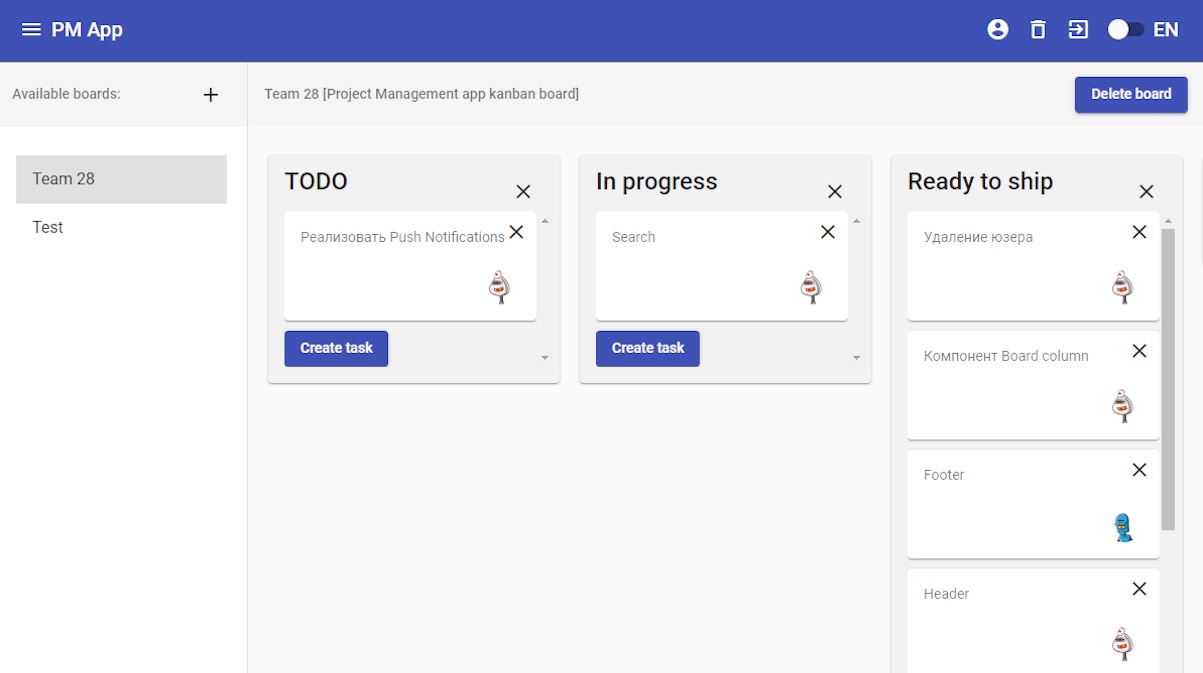 PM App
EN
Available boards:
Team 28 [Project Management app kanban board]
Delete board
Team 28
Test
TODO
Реализовать Push Notifications
Create task
In progress
Search
Create task
Ready to ship
Удаление юзера
Компонент Board column
Footer
Header